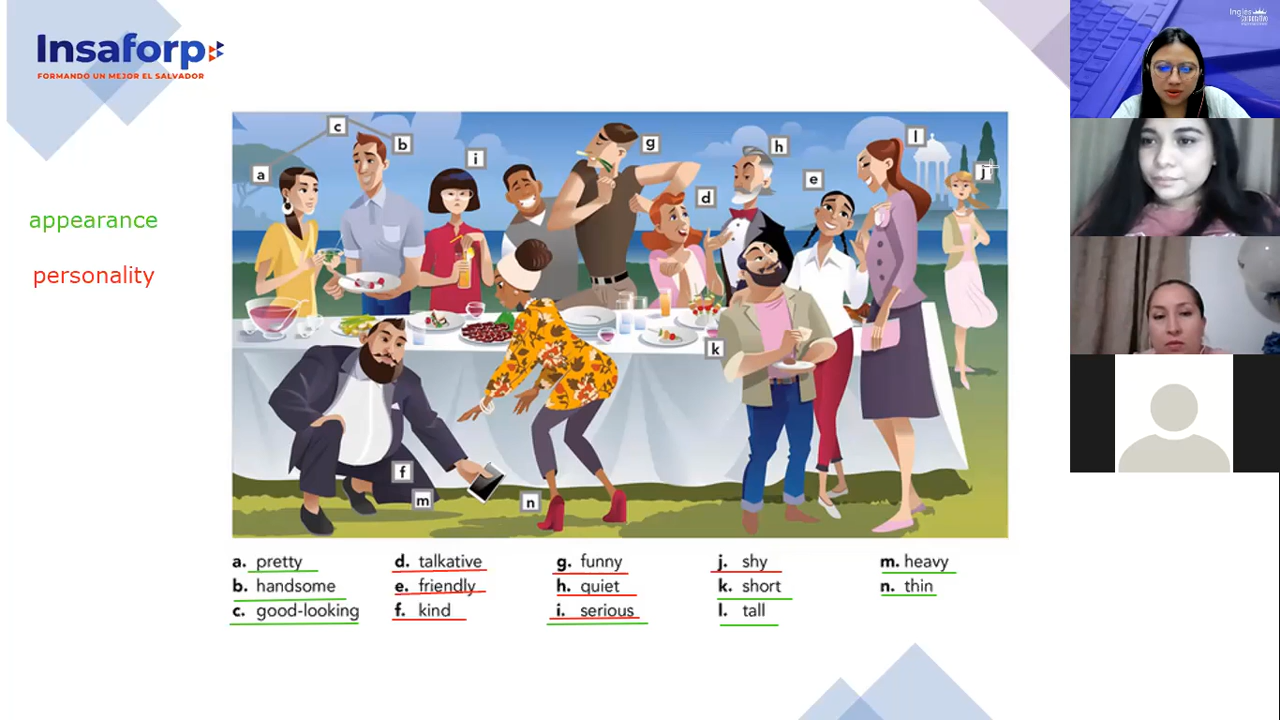 Insaforp
FORMANDO UN MEJOR EL SALVADOR
appearance
personality
c
a
b
i
g
h
l
j
d
e
k
f
m
n
a. pretty
b. handsome
c. good-looking
d. talkative
e. friendly
f. kind
g. funny
h. quiet
i. serious
j. shy
k. short
l. tall
m. heavy
n. thin
Ingles